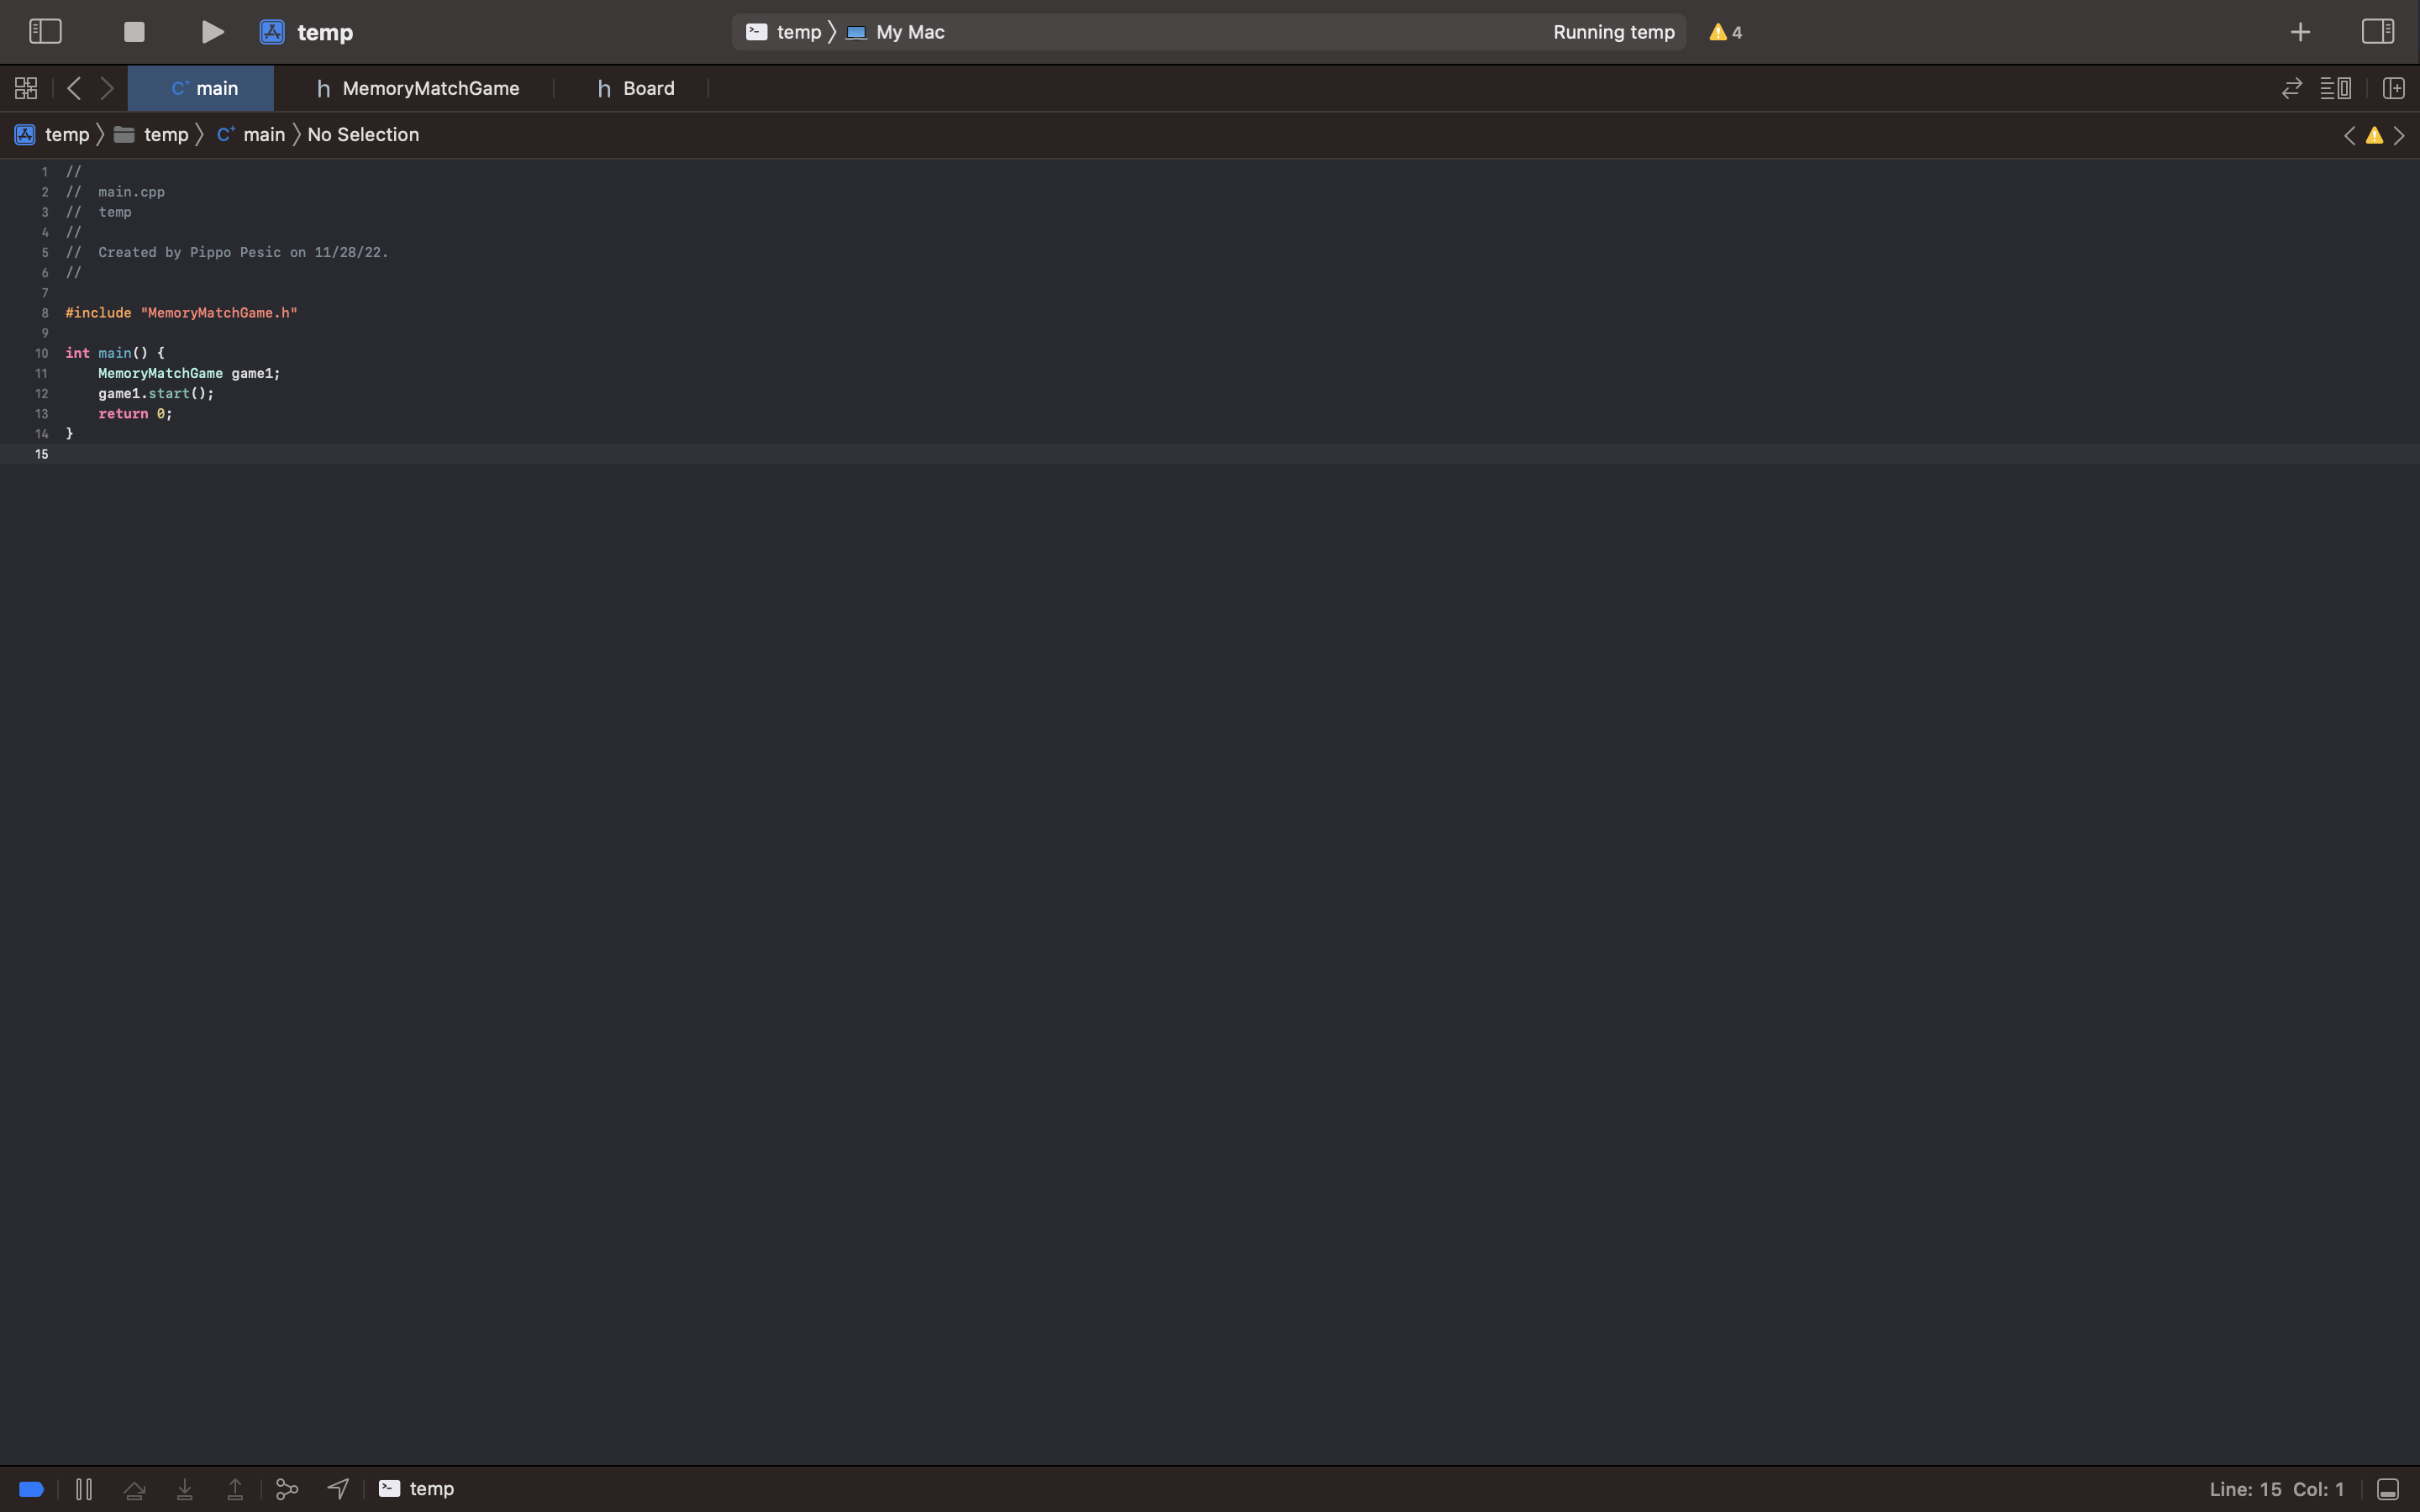 temp
temp 〉 My Mac
Running temp
4
C+ main
h MemoryMatchGame
h Board
temp 〉 temp 〉 C+ main 〉 No Selection
1 //
2 //  main.cpp
3 //  temp
4 //
5 //  Created by Pippo Pesic on 11/28/22.
6 //
7
8 #include "MemoryMatchGame.h"
9
10 int main() {
11     MemoryMatchGame game1;
12     game1.start();
13     return 0;
14 }
15
temp
Line: 15 Col: 1